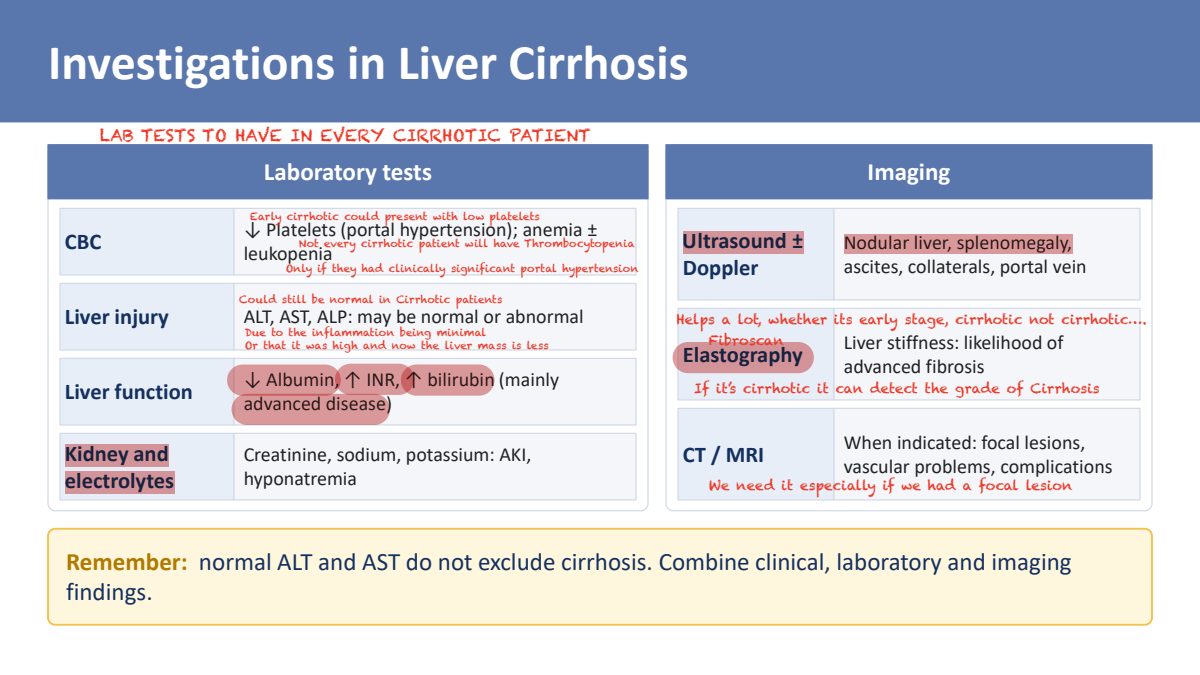 Investigations in Liver Cirrhosis
LAB TESTS TO HAVE IN EVERY CIRRHOTIC PATIENT
Laboratory tests
CBC
Early cirrhotic could present with low platelets
↓ Platelets (portal hypertension); anemia ±
Not every cirrhotic patient will have Thrombocytopenia
leukopenia
Only if they had clinically significant portal hypertension
Liver injury
Could still be normal in Cirrhotic patients
ALT, AST, ALP: may be normal or abnormal
Due to the inflammation being minimal
Or that it was high and now the liver mass is less
Liver function
↓ Albumin, ↑ INR, ↑ bilirubin (mainly
advanced disease)
Kidney and
electrolytes
Creatinine, sodium, potassium: AKI,
hyponatremia
Imaging
Ultrasound ±
Doppler
Nodular liver, splenomegaly,
ascites, collaterals, portal vein
Helps a lot, whether its early stage, cirrhotic not cirrhotic....
Fibroscan
Elastography
Liver stiffness: likelihood of
advanced fibrosis
If it's cirrhotic it can detect the grade of Cirrhosis
CT / MRI
When indicated: focal lesions,
vascular problems, complications
We need it especially if we had a focal lesion
Remember: normal ALT and AST do not exclude cirrhosis. Combine clinical, laboratory and imaging
findings.